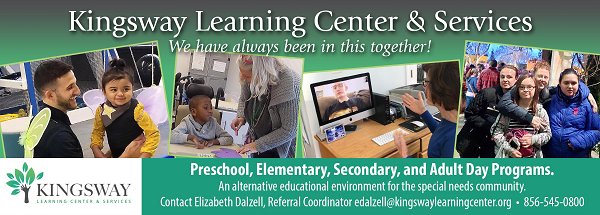 Kingsway Learning Center & Services
We have always been in this together!
KINGSWAY
LEARNING CENTER & SERVICES
Preschool, Elementary, Secondary, and Adult Day Programs.
An alternative educational environment for the special needs community.
Contact Elizabeth Dalzell, Referral Coordinator edalzell@kingswaylearningcenter.org • 856-545-0800